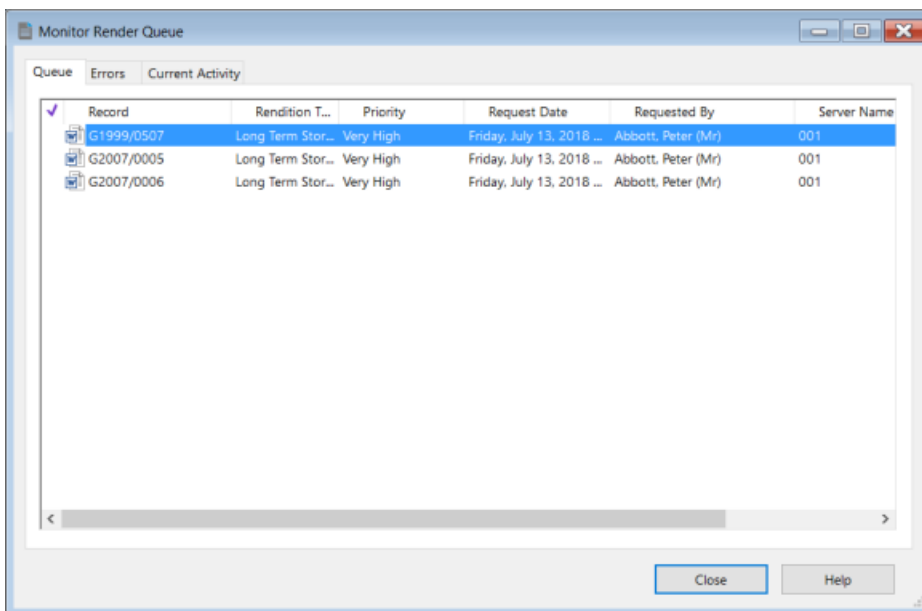 Monitor Render Queue
Queue Errors Current Activity
Record Rendition T... Priority Request Date Requested By Server Name
G1999/0507 Long Term Stor... Very High Friday, July 13, 2018 ... Abbott, Peter (Mr) 001
G2007/0005 Long Term Stor... Very High Friday, July 13, 2018 ... Abbott, Peter (Mr) 001
G2007/0006 Long Term Stor... Very High Friday, July 13, 2018 ... Abbott, Peter (Mr) 001
Close Help